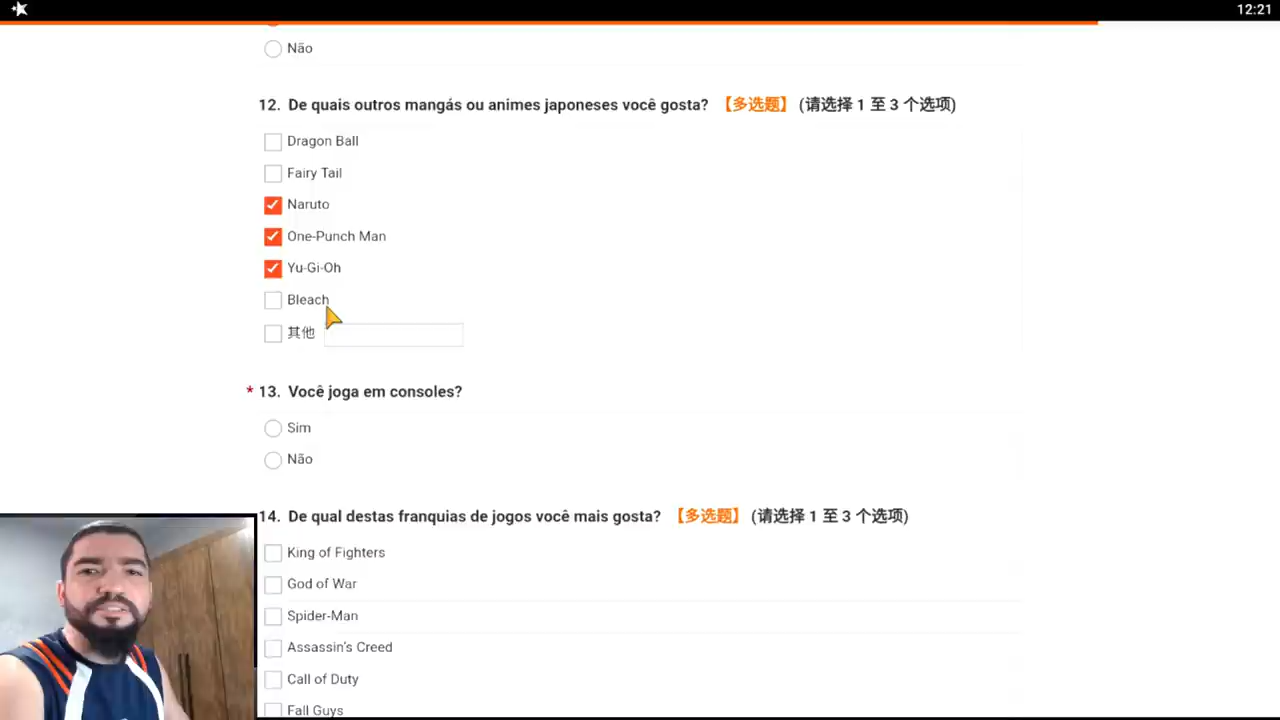 12:21
Não
12. De quais outros mangás ou animes japoneses você gosta? 【多选题】 (请选择 1 至 3 个选项)
Dragon Ball
Fairy Tail
Naruto
One-Punch Man
Yu-Gi-Oh
Bleach
其他
* 13. Você joga em consoles?
Sim
Não
14. De qual destas franquias de jogos você mais gosta? 【多选题】 (请选择 1 至 3 个选项)
King of Fighters
God of War
Spider-Man
Assassin's Creed
Call of Duty
Fall Guys